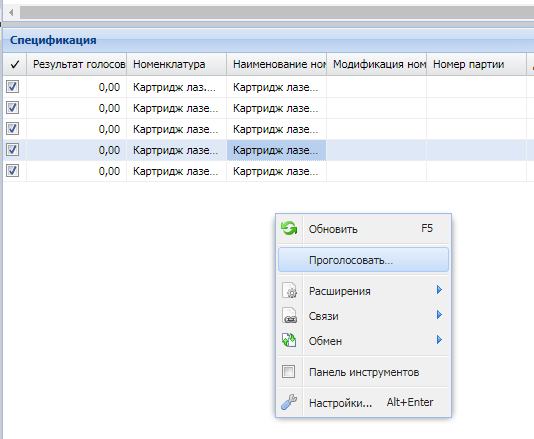 Спецификация
Результат голосов Номенклатура Наименование ном Модификация ном Номер партии
0,00 Картридж лаз.... Картридж лазе...
0,00 Картридж лазе... Картридж лазе...
0,00 Картридж лазе... Картридж лазе...
0,00 Картридж лазе... Картридж лазе...
0,00 Картридж лазе... Картридж лазе...
Обновить F5
Проголосовать...
Расширения
Связи
Обмен
Панель инструментов
Настройки... Alt+Enter